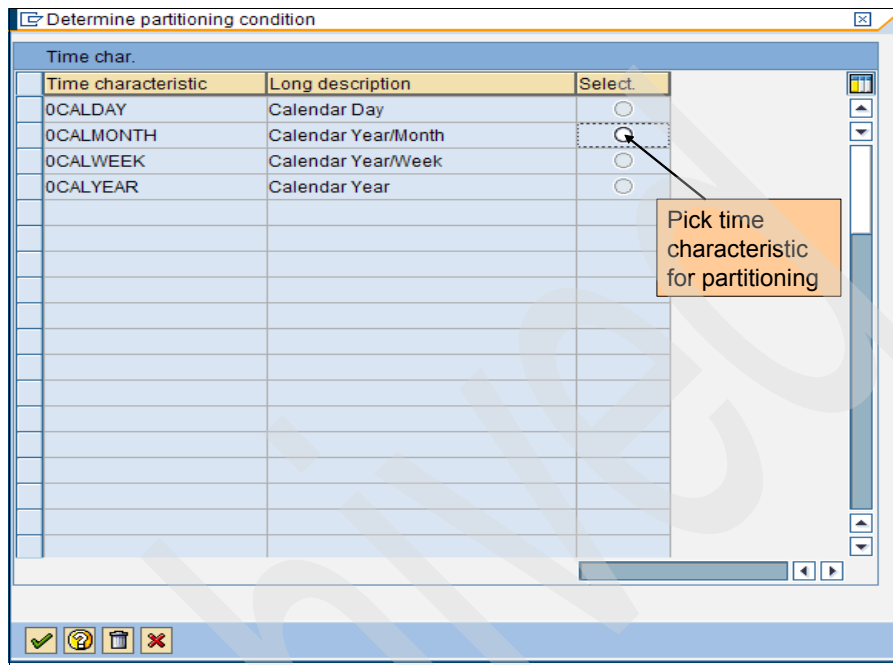 Determine partitioning condition
Time char.
Time characteristic Long description Select.
0CALDAY Calendar Day
0CALMONTH Calendar Year/Month
0CALWEEK Calendar Year/Week
0CALYEAR Calendar Year
Pick time
characteristic
for partitioning